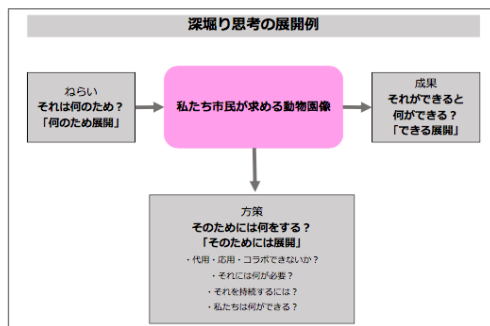 深堀り思考の展開例
ねらい
それは何のため？
「何のため展開」
私たち市民が求める動物園像
成果
それができると
何ができる？
「できる展開」
方策
そのためには何をする？
「そのためには展開」
・代用・応用・コラボできないか？
・それには何が必要？
・それを持続するには？
・私たちは何ができる？